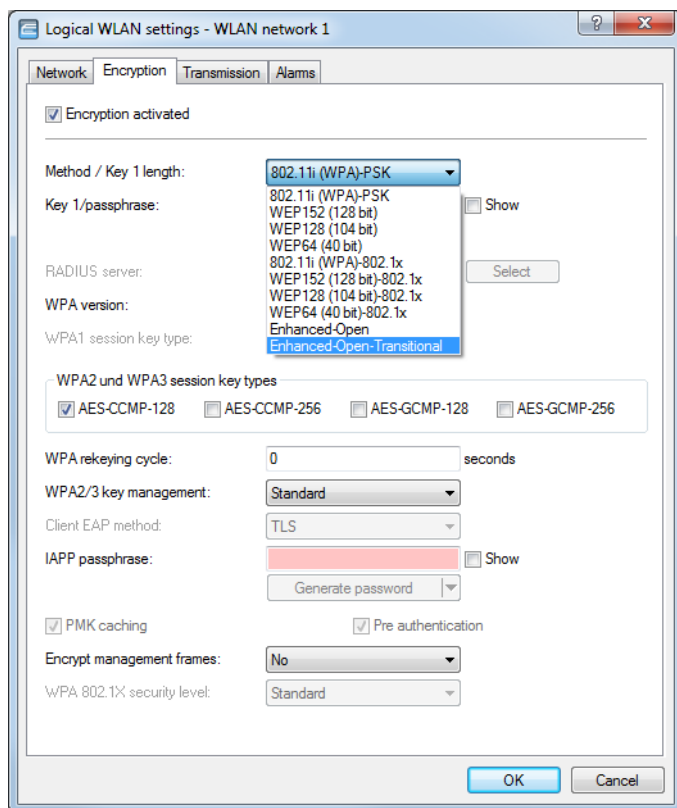 Logical WLAN settings - WLAN network 1
Network Encryption Transmission Alarms
Encryption activated
Method / Key 1 length: 802.11i (WPA)-PSK
802.11i (WPA)-PSK
Key 1/passphrase: Show
WEP152 (128 bit)
WEP128 (104 bit)
WEP64 (40 bit)
802.11i (WPA)-802.1x
RADIUS server: Select
WEP152 (128 bit)-802.1x
WEP128 (104 bit)-802.1x
WPA version:
WEP64 (40 bit)-802.1x
Enhanced-Open
WPA1 session key type:
Enhanced-Open-Transitional
WPA2 und WPA3 session key types
AES-CCMP-128 AES-CCMP-256 AES-GCMP-128 AES-GCMP-256
WPA rekeying cycle: 0 seconds
WPA2/3 key management: Standard
Client EAP method: TLS
IAPP passphrase: Show
Generate password
PMK caching Pre authentication
Encrypt management frames: No
WPA 802.1X security level: Standard
OK Cancel